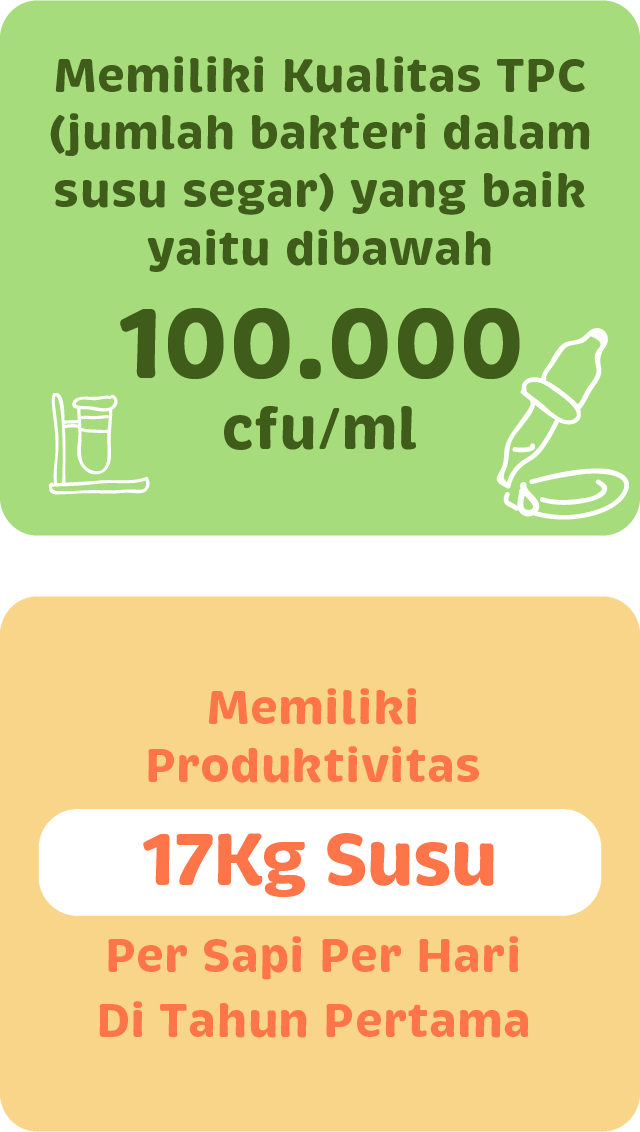 Memiliki Kualitas TPC
(jumlah bakteri dalam
susu segar) yang baik
yaitu dibawah
100.000
cfu/ml
Memiliki
Produktivitas
17Kg Susu
Per Sapi Per Hari
Di Tahun Pertama